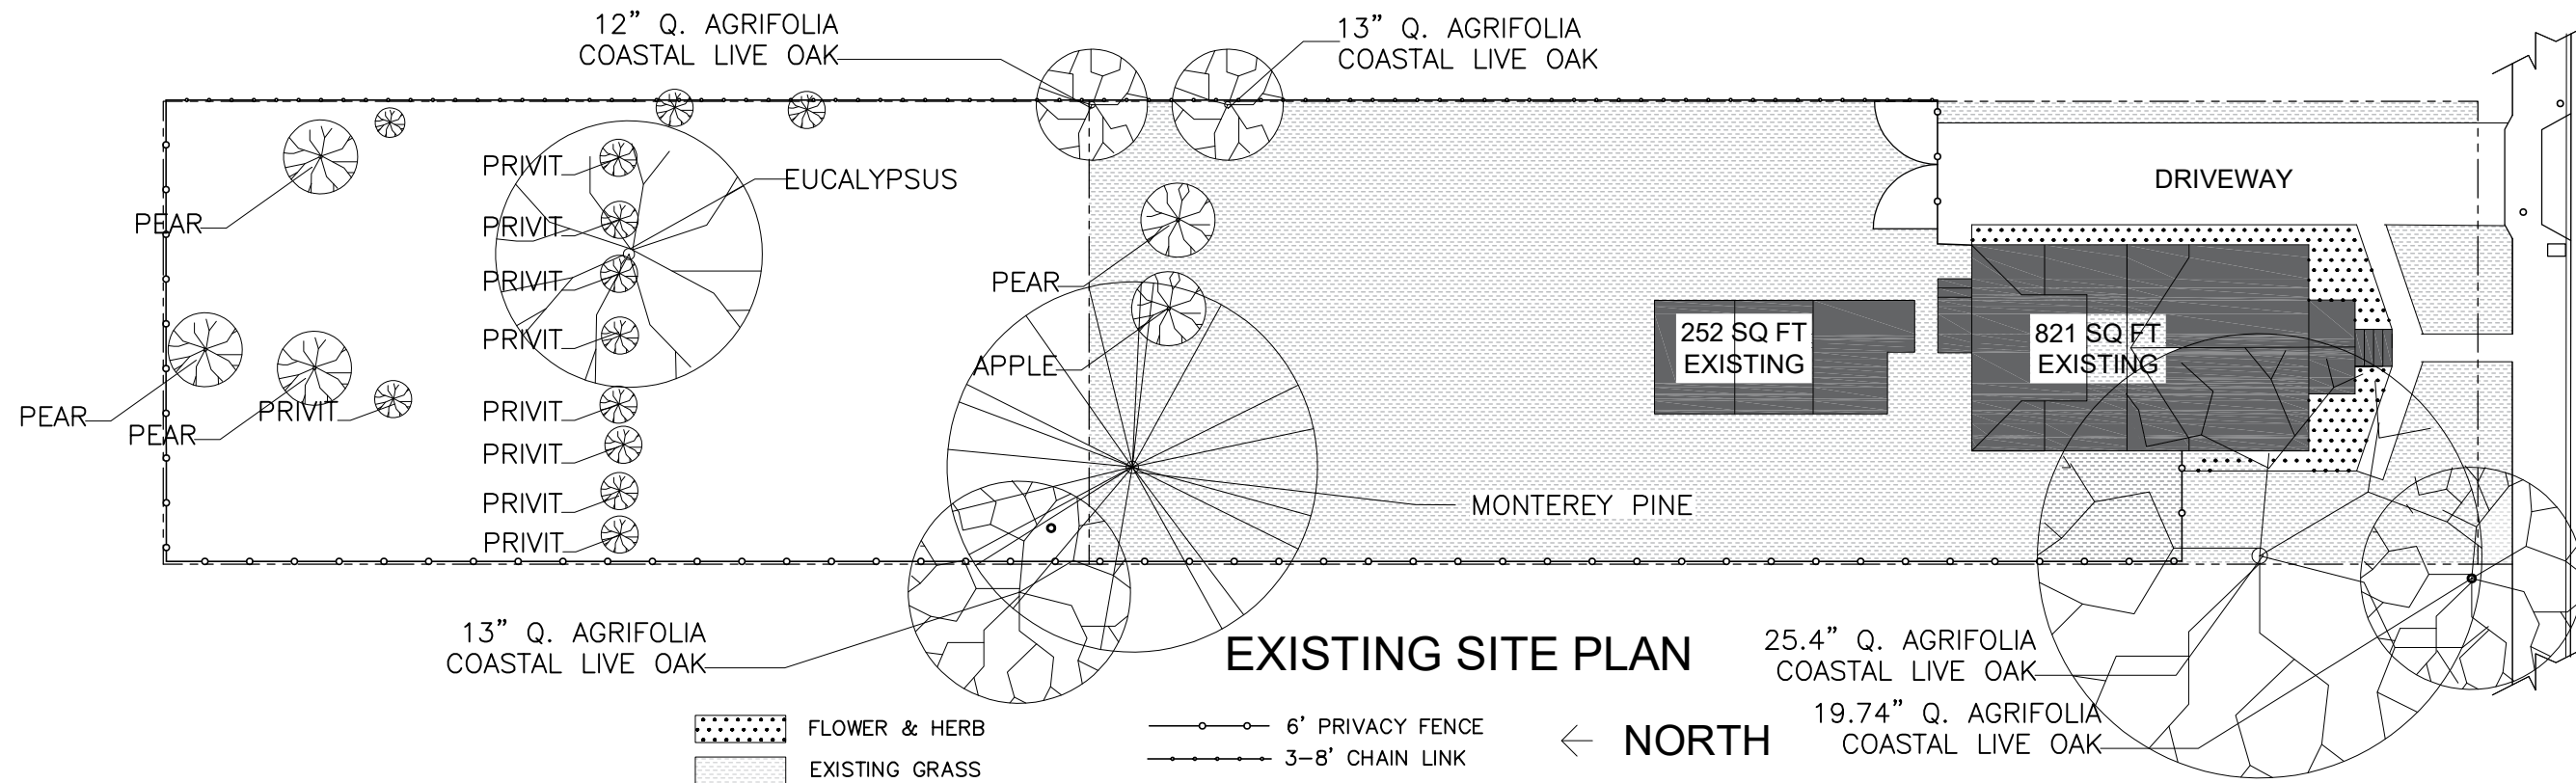 12” Q. AGRIFOLIA
COASTAL LIVE OAK
13” Q. AGRIFOLIA
COASTAL LIVE OAK
PRIVIT
EUCALYPSUS
DRIVEWAY
PEAR
PRIVIT
PRIVIT
PEAR
PRIVIT
252 SQ FT
EXISTING
821 SQ FT
EXISTING
APPLE
PEAR
PEAR
PRIVIT
PRIVIT
PRIVIT
PRIVIT
MONTEREY PINE
PRIVIT
13” Q. AGRIFOLIA
COASTAL LIVE OAK
EXISTING SITE PLAN
25.4” Q. AGRIFOLIA
COASTAL LIVE OAK
19.74” Q. AGRIFOLIA
COASTAL LIVE OAK
FLOWER & HERB
EXISTING GRASS
6’ PRIVACY FENCE
3–8’ CHAIN LINK
NORTH